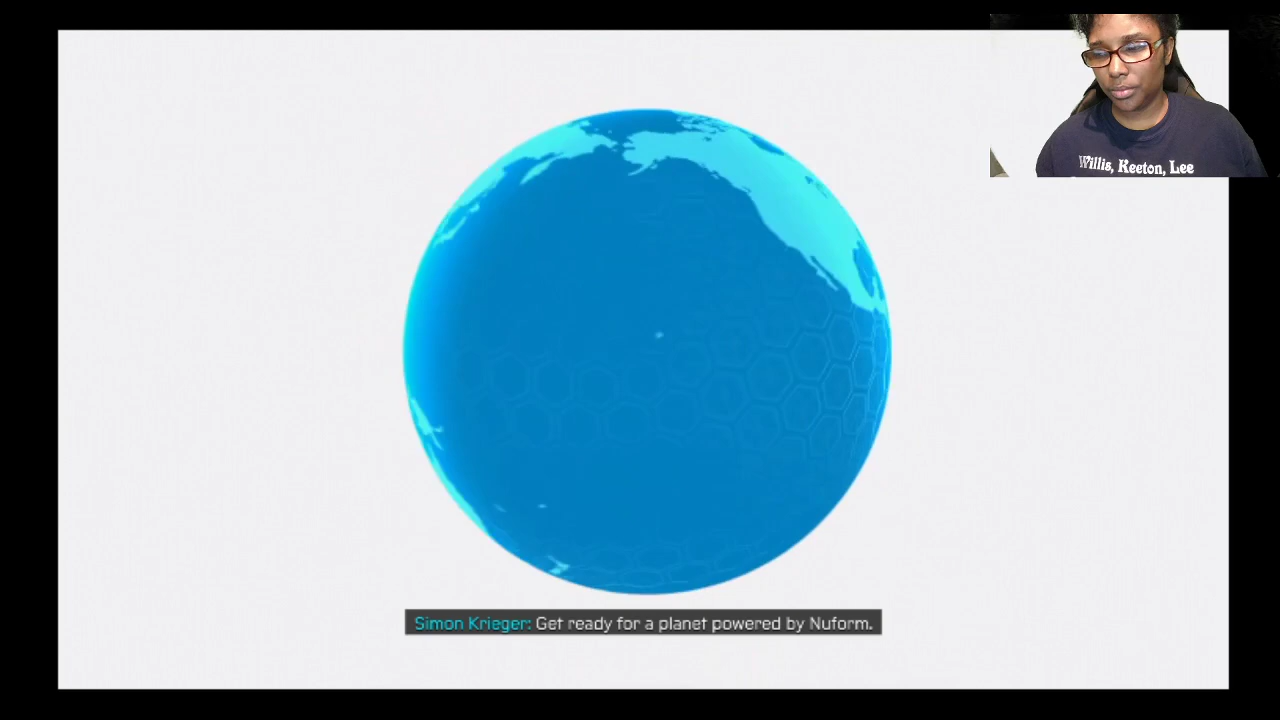 Willis, Keeton, Lee
Simon Krieger: Get ready for a planet powered by Nuform.